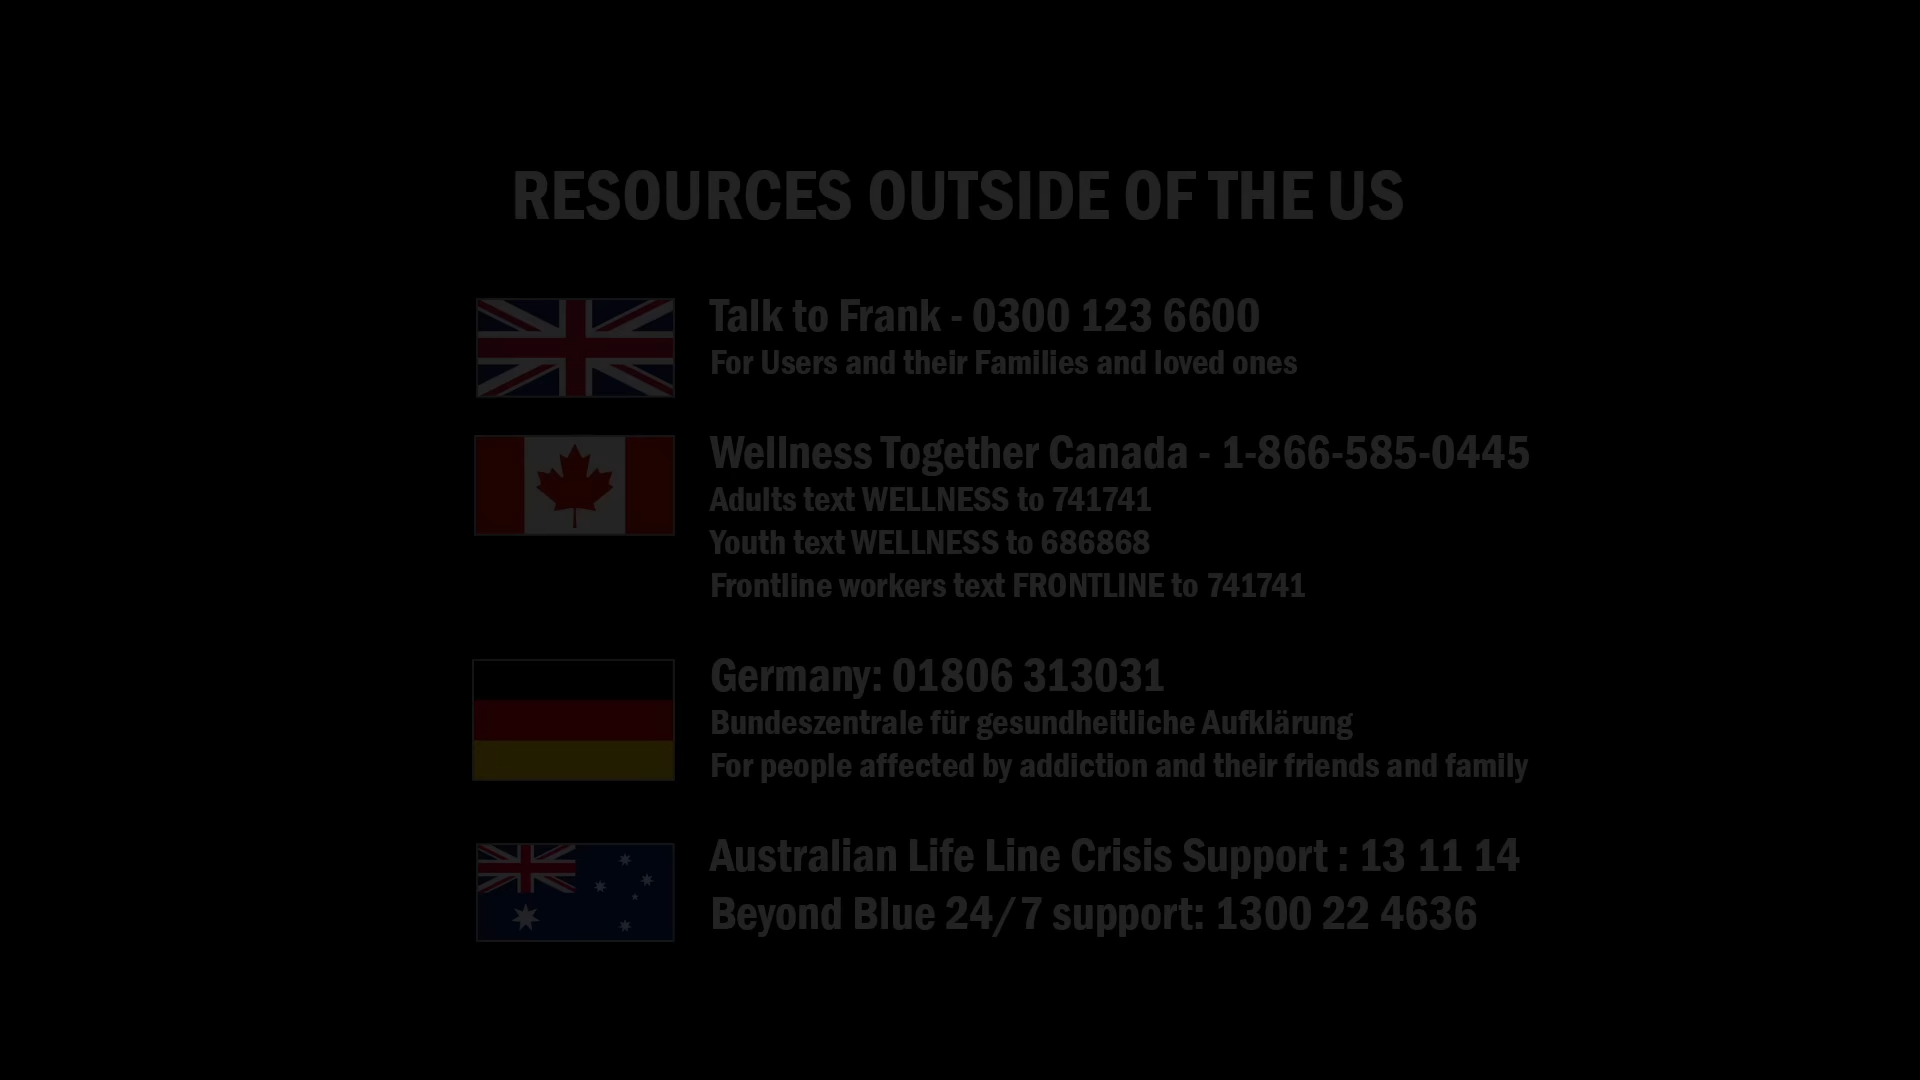 RESOURCES OUTSIDE OF THE US
Talk to Frank - 0300 123 6600
For Users and their Families and loved ones
Wellness Together Canada - 1-866-585-0445
Adults text WELLNESS to 741741
Youth text WELLNESS to 686868
Frontline workers text FRONTLINE to 741741
Germany: 01806 313031
Bundeszentrale für gesundheitliche Aufklärung
For people affected by addiction and their friends and family
Australian Life Line Crisis Support : 13 11 14
Beyond Blue 24/7 support: 1300 22 4636